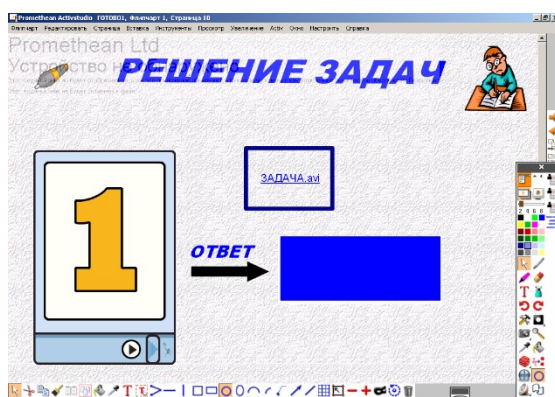 Promethean Activstudio ГОТОВО1, Флипчарт 1, Страница 10
Флипчарт Редактировать Страница Вставка Инструменты Просмотр Увеличение Activ Окно Настроить Справка
Promethean Ltd
Устройство не
РЕШЕНИЕ ЗАДАЧ
ЗАДАЧА.avi
1
ОТВЕТ